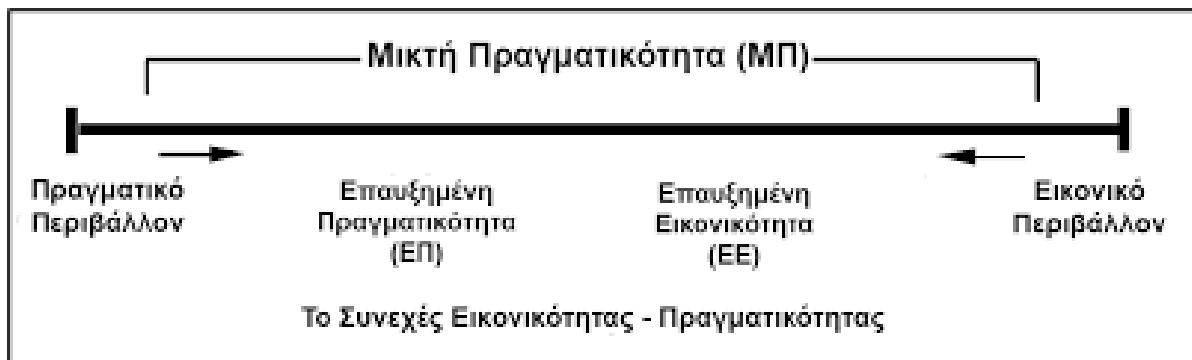 Μικτή Πραγματικότητα (ΜΠ)
Πραγματικό
Περιβάλλον
Επαυξημένη
Πραγματικότητα
(ΕΠ)
Επαυξημένη
Εικονικότητα
(ΕΕ)
Εικονικό
Περιβάλλον
Το Συνεχές Εικονικότητας - Πραγματικότητας